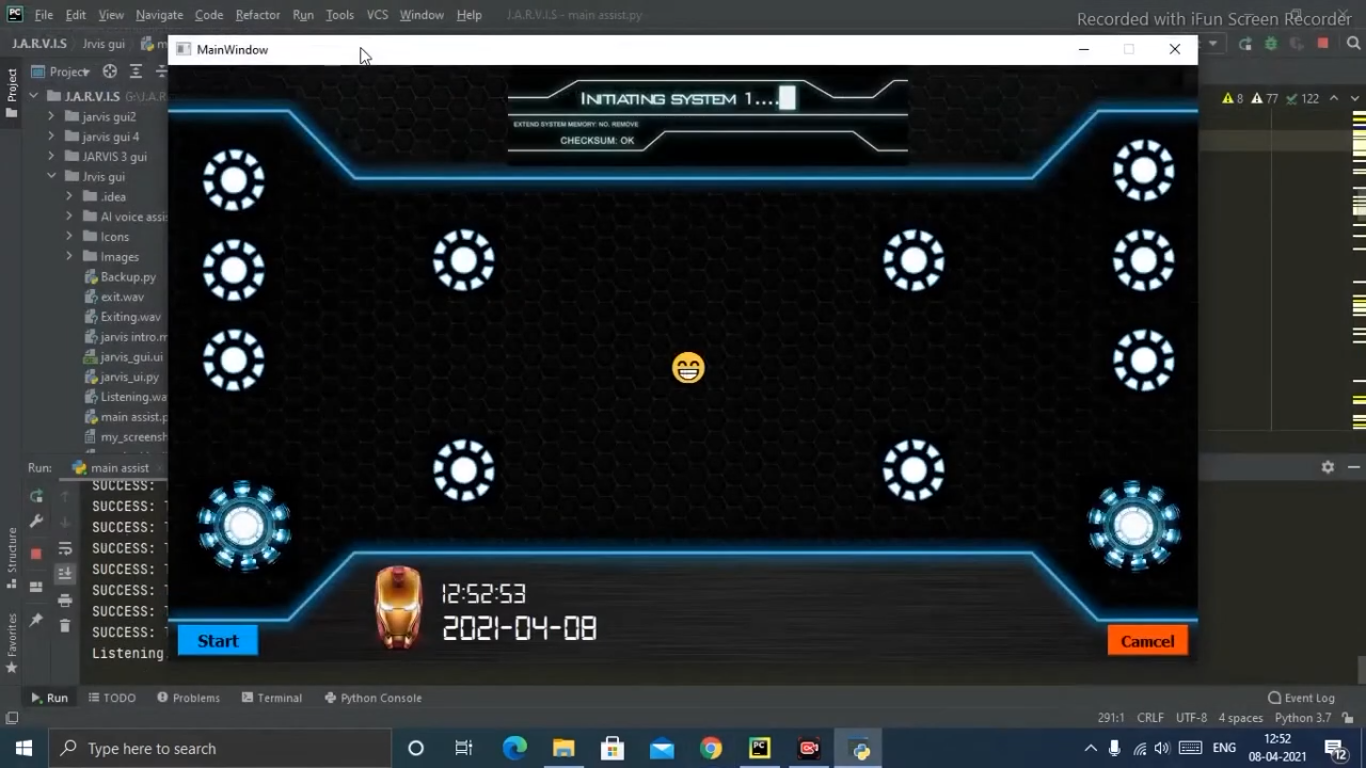 File Edit View Navigate Code Refactor Run Tools VCS Window Help J.A.R.V.I.S - main assist.py
Recorded with iFun Screen Recorder
J.A.R.V.I.S Jrvis gui m
MainWindow
Project
Project
J.A.R.V.I.S G:\J.A.R
8 77 122
jarvis gui2
jarvis gui 4
JARVIS 3 gui
Jrvis gui
.idea
AI voice assis
Icons
Images
Backup.py
exit.wav
Exiting.wav
jarvis intro.m
jarvis_gui.ui
jarvis_ui.py
Listening.wa
main assist.p
my_screensh
INITIATING SYSTEM 1....
EXTEND SYSTEM MEMORY: NO. REMOVE
CHECKSUM: OK
12:52:53
2021-04-08
Start
Camcel
Run: main assist
SUCCESS: T
SUCCESS: T
SUCCESS: T
SUCCESS: T
SUCCESS: T
SUCCESS: T
SUCCESS: T
SUCCESS: T
Listening
Structure
Favorites
Run TODO Problems Terminal Python Console Event Log
291:1 CRLF UTF-8 4 spaces Python 3.7
Type here to search
PC
ENG
12:52
08-04-2021
12